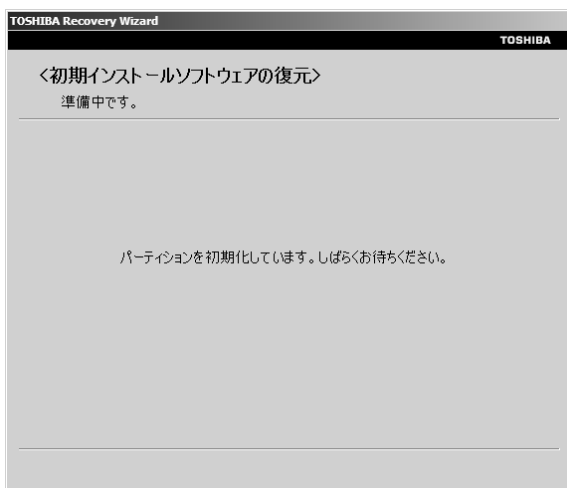 TOSHIBA Recovery Wizard
TOSHIBA
<初期インストールソフトウェアの復元>
準備中です。
パーティションを初期化しています。しばらくお待ちください。